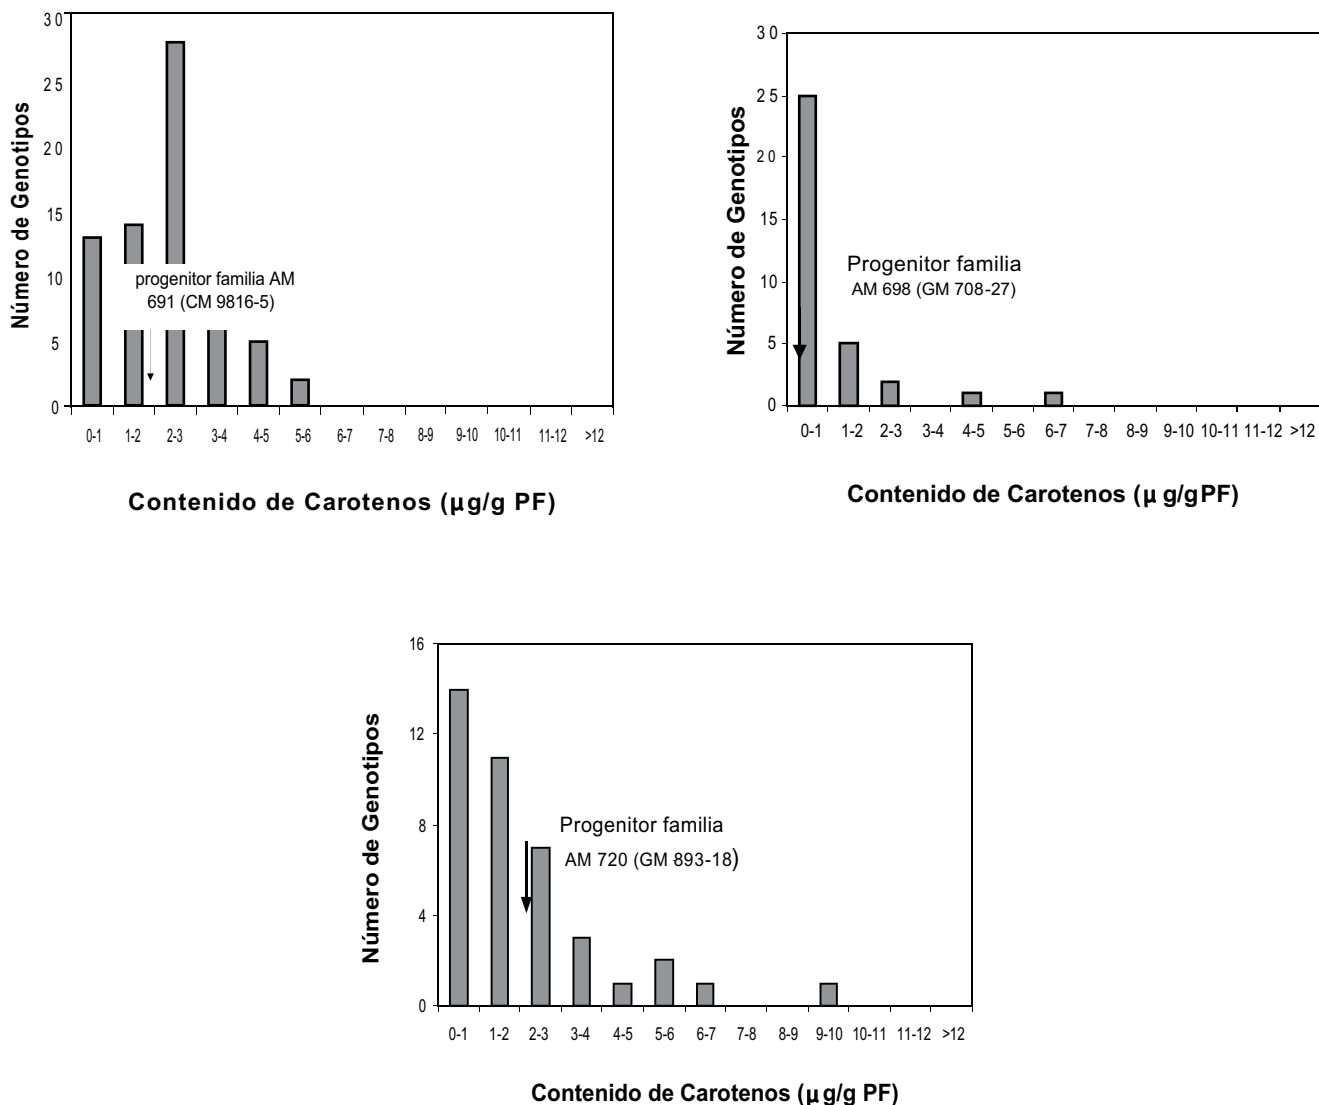 30
25
20
15
10
5
0
Número de Genotipos
progenitor familia AM
691 (CM 9816-5)
0-1 1-2 2-3 3-4 4-5 5-6 6-7 7-8 8-9 9-10 10-11 11-12 >12
Contenido de Carotenos (µg/g PF)
30
25
20
15
10
5
0
Número de Genotipos
Progenitor familia
AM 698 (GM 708-27)
0-1 1-2 2-3 3-4 4-5 5-6 6-7 7-8 8-9 9-10 10-11 11-12 >12
Contenido de Carotenos (µ g/gPF)
16
12
8
4
0
Número de Genotipos
Progenitor familia
AM 720 (GM 893-18)
0-1 1-2 2-3 3-4 4-5 5-6 6-7 7-8 8-9 9-10 10-11 11-12 >12
Contenido de Carotenos (µ g/g PF)